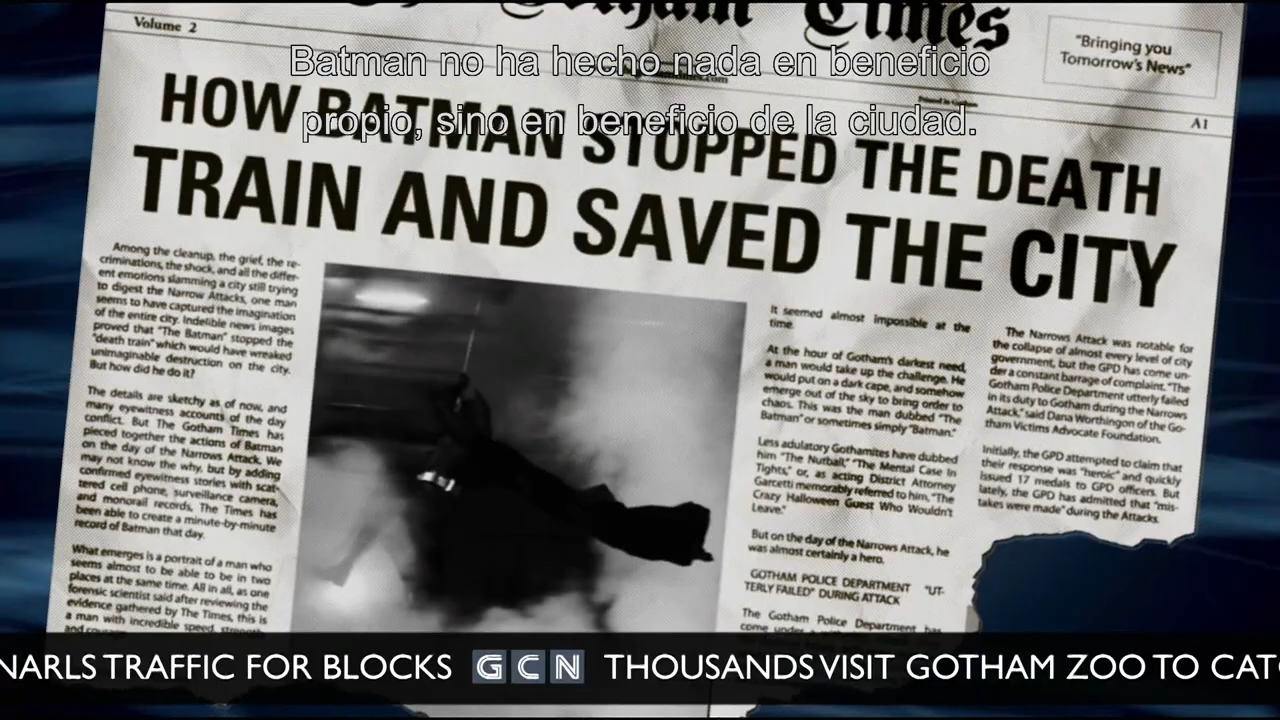 The Gotham Times
Volume 2
"Bringing you
Tomorrow's News"
A1
Batman no ha hecho nada en beneficio
propio, sino en beneficio de la ciudad.
HOW BATMAN STOPPED THE DEATH
TRAIN AND SAVED THE CITY
Among the cleanup, the grief, the re-
criminations, the shock, and all the differ-
ent emotions slamming a city still trying
to digest the Narrow Attacks, one man
seems to have captured the imagination
of the entire city. Indelible news images
proved that "The Batman" stopped the
"death train" which would have wreaked
unimaginable destruction on the city.
But how did he do it?
The details are sketchy as of now, and
many eyewitness accounts of the day
conflict. But The Gotham Times has
pieced together the actions of Batman
on the day of the Narrows Attack. We
may not know the why, but by adding
confirmed eyewitness stories with scat-
tered cell phone, surveillance camera,
and monorail records, The Times has
been able to create a minute-by-minute
record of Batman that day.
What emerges is a portrait of a man who
seems almost to be able to be in two
places at the same time. All in all, as one
forensic scientist said after reviewing the
evidence gathered by The Times, this is
a man with incredible speed, strength
and courage
It seemed almost impossible at the
time.
At the hour of Gotham's darkest need,
a man would take up the challenge. He
would put on a dark cape, and somehow
emerge out of the sky to bring order to
chaos. This was the man dubbed "The
Batman" or sometimes simply "Batman."
Less adulatory Gothamites have dubbed
him "The Nutball," "The Mental Case In
Tights," or, as acting District Attorney
Garcetti memorably referred to him, "The
Crazy Halloween Guest Who Wouldn't
Leave."
But on the day of the Narrows Attack, he
was almost certainly a hero.
GOTHAM POLICE DEPARTMENT "UT-
TERLY FAILED" DURING ATTACK
The Gotham Police Department has
come under
The Narrows Attack was notable for
the collapse of almost every level of city
government, but the GPD has come un-
der a constant barrage of complaint. "The
Gotham Police Department utterly failed
in its duty to Gotham during the Narrows
Attack," said Dana Worthington of the Go-
tham Victims Advocate Foundation.
Initially, the GPD attempted to claim that
their response was "heroic" and quickly
issued 17 medals to GPD officers. But
lately, the GPD has admitted that "mis-
takes were made" during the Attacks.
NARLS TRAFFIC FOR BLOCKS GCN THOUSANDS VISIT GOTHAM ZOO TO CAT